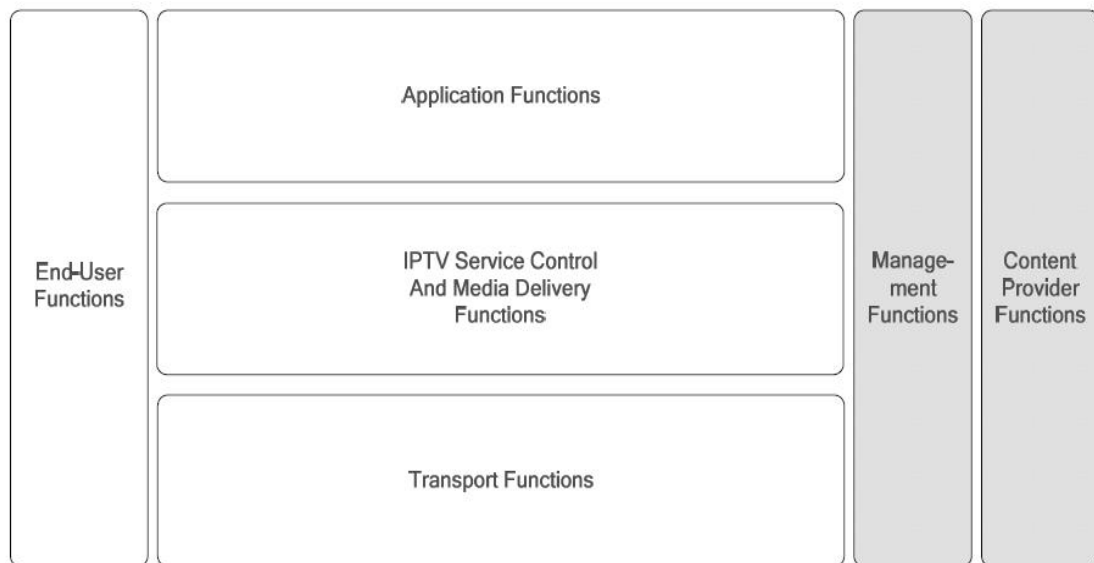 Application Functions
End-User
Functions
IPTV Service Control
And Media Delivery
Functions
Manage-
ment
Functions
Content
Provider
Functions
Transport Functions